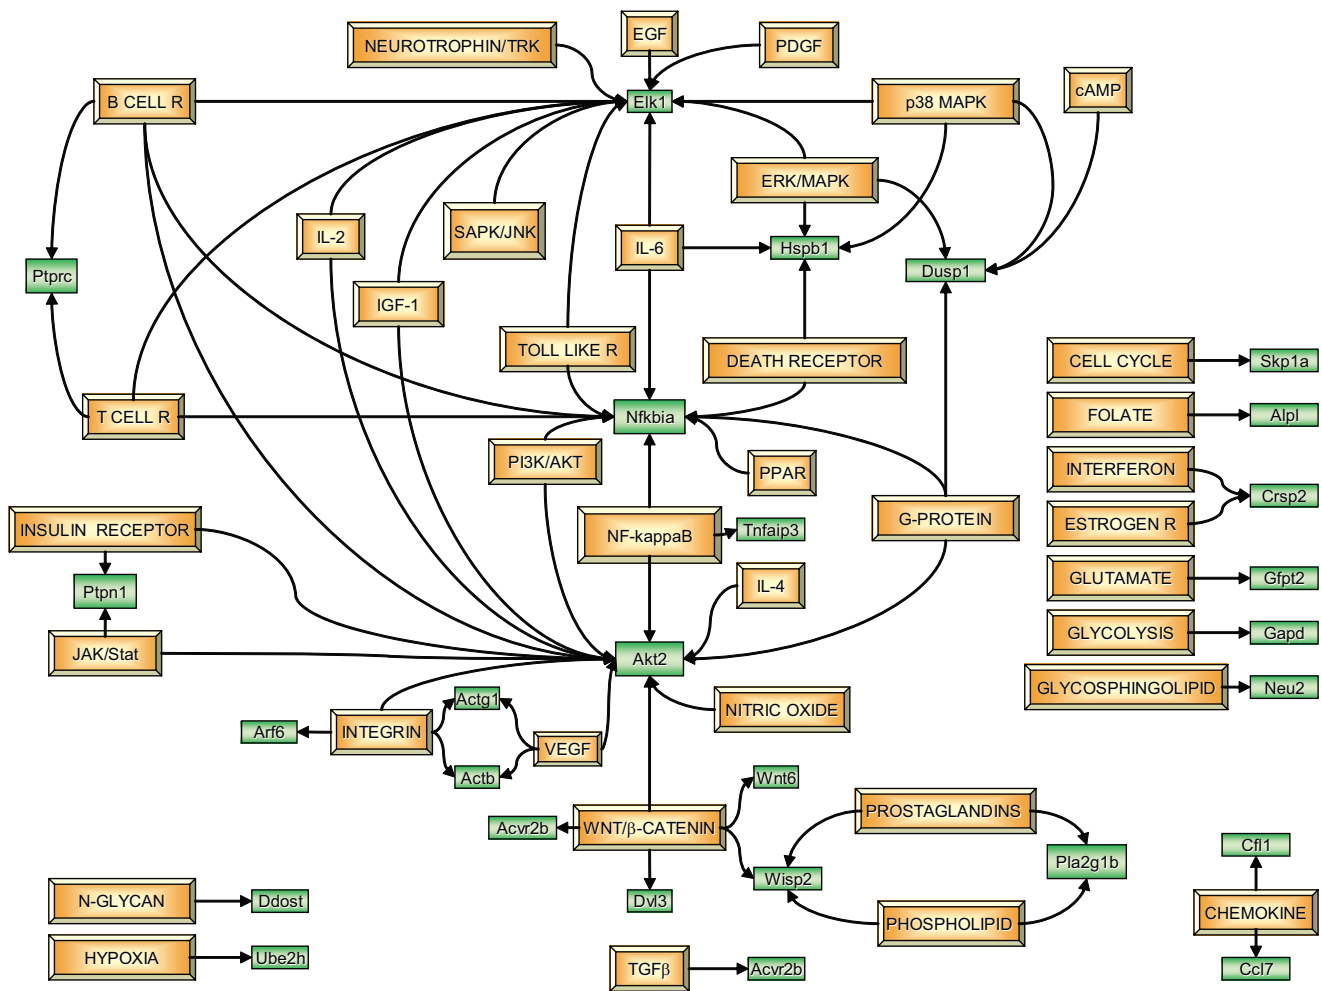 EGF
NEUROTROPHIN/TRK
PDGF
B CELL R
Elk1
p38 MAPK
cAMP
ERK/MAPK
IL-2
SAPK/JNK
IL-6
Hspb1
Ptprc
Dusp1
IGF-1
TOLL LIKE R
DEATH RECEPTOR
CELL CYCLE
Skp1a
T CELL R
Nfkbia
FOLATE
Alpl
PI3K/AKT
PPAR
INTERFERON
Crsp2
INSULIN RECEPTOR
NF-kappaB
Tnfaip3
G-PROTEIN
ESTROGEN R
Ptpn1
IL-4
GLUTAMATE
Gfpt2
JAK/Stat
Akt2
GLYCOLYSIS
Gapd
GLYCOSPHINGOLIPID
Neu2
Actg1
NITRIC OXIDE
Arf6
INTEGRIN
VEGF
Actb
Wnt6
PROSTAGLANDINS
Acvr2b
WNT/β-CATENIN
Cfl1
Pla2g1b
Wisp2
N-GLYCAN
Ddost
Dvl3
PHOSPHOLIPID
CHEMOKINE
HYPOXIA
Ube2h
TGFβ
Acvr2b
Ccl7